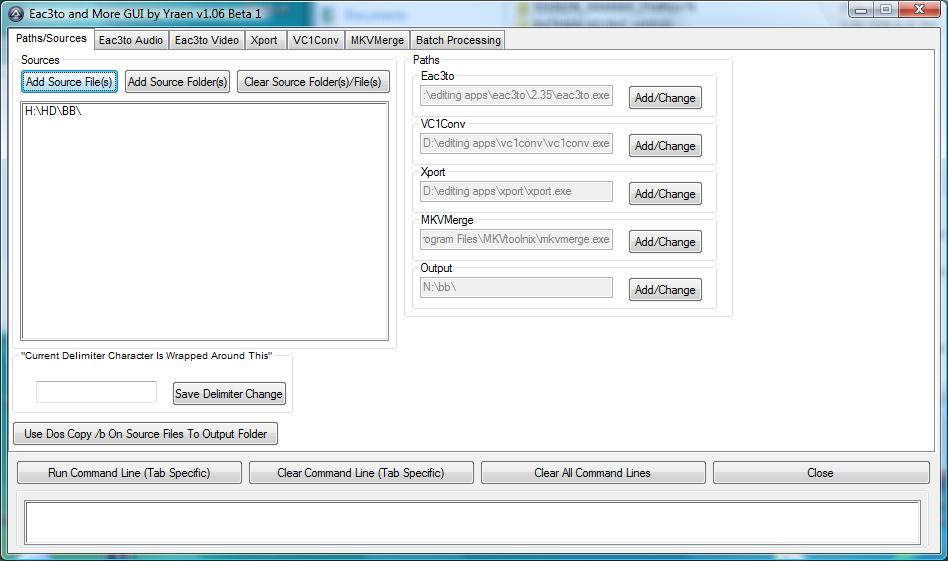 Eac3to and More GUI by Yraen v1.06 Beta 1
Paths/Sources Eac3to Audio Eac3to Video Xport VC1Conv MKVMerge Batch Processing
Sources
Add Source File(s) Add Source Folder(s) Clear Source Folder(s)/File(s)
H:\HD\BB\
Paths
Eac3to
:\editing apps\eac3to\2.35\eac3to.exe Add/Change
VC1Conv
D:\editing apps\vc1conv\vc1conv.exe Add/Change
Xport
D:\editing apps\xport\xport.exe Add/Change
MKVMerge
rogram Files\MKVtoolnix\mkvmerge.exe Add/Change
Output
N:\bb\ Add/Change
"Current Delimiter Character Is Wrapped Around This"
Save Delimiter Change
Use Dos Copy /b On Source Files To Output Folder
Run Command Line (Tab Specific) Clear Command Line (Tab Specific) Clear All Command Lines Close